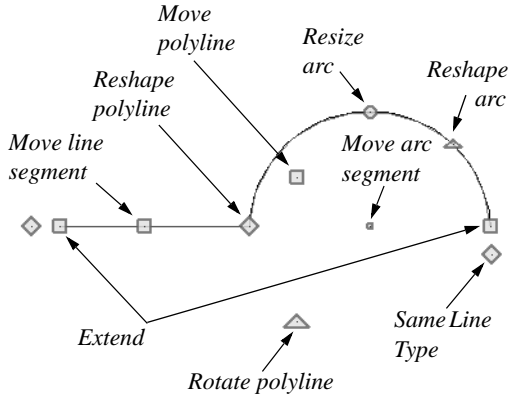 Move
polyline
Resize
arc
Reshape
arc
Reshape
polyline
Move line
segment
Move arc
segment
Extend
Same Line
Type
Rotate polyline